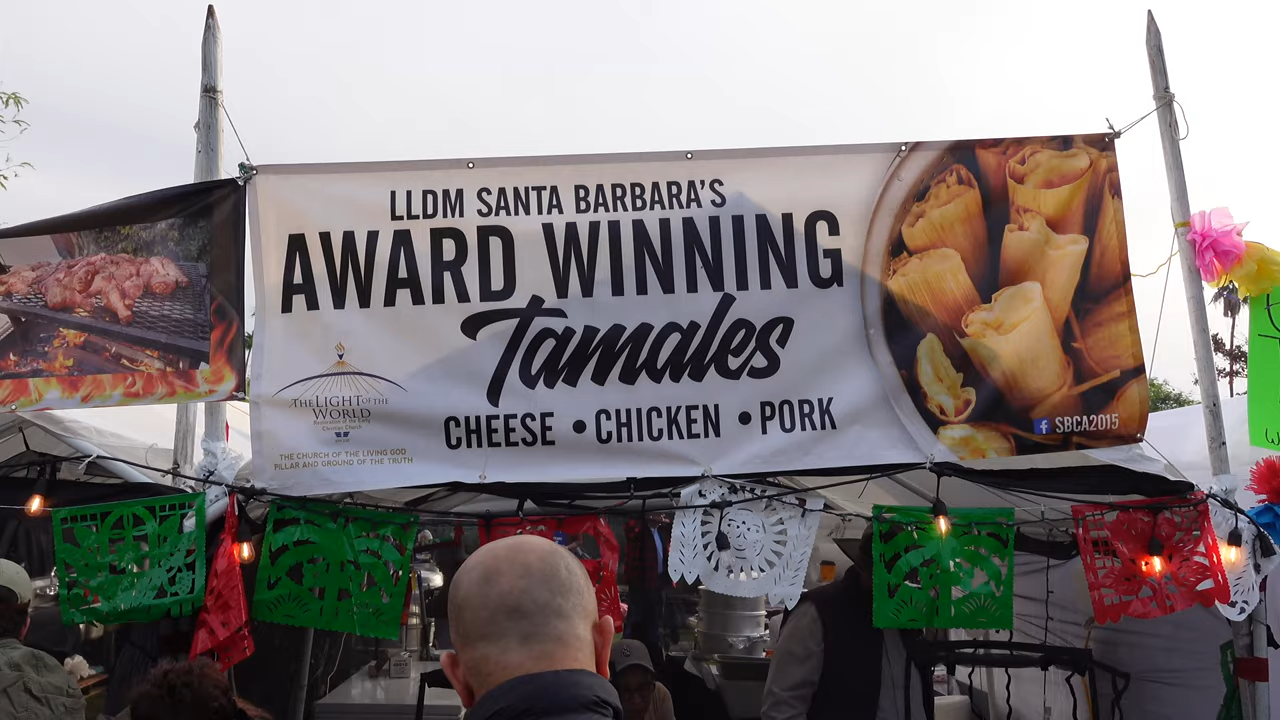 LLDM SANTA BARBARA'S
AWARD WINNING
Tamales
CHEESE • CHICKEN • PORK
THE LIGHT OF THE
WORLD
Restoration of the Early
Christian Church
THE CHURCH OF THE LIVING GOD
PILLAR AND GROUND OF THE TRUTH
f SBCA2015